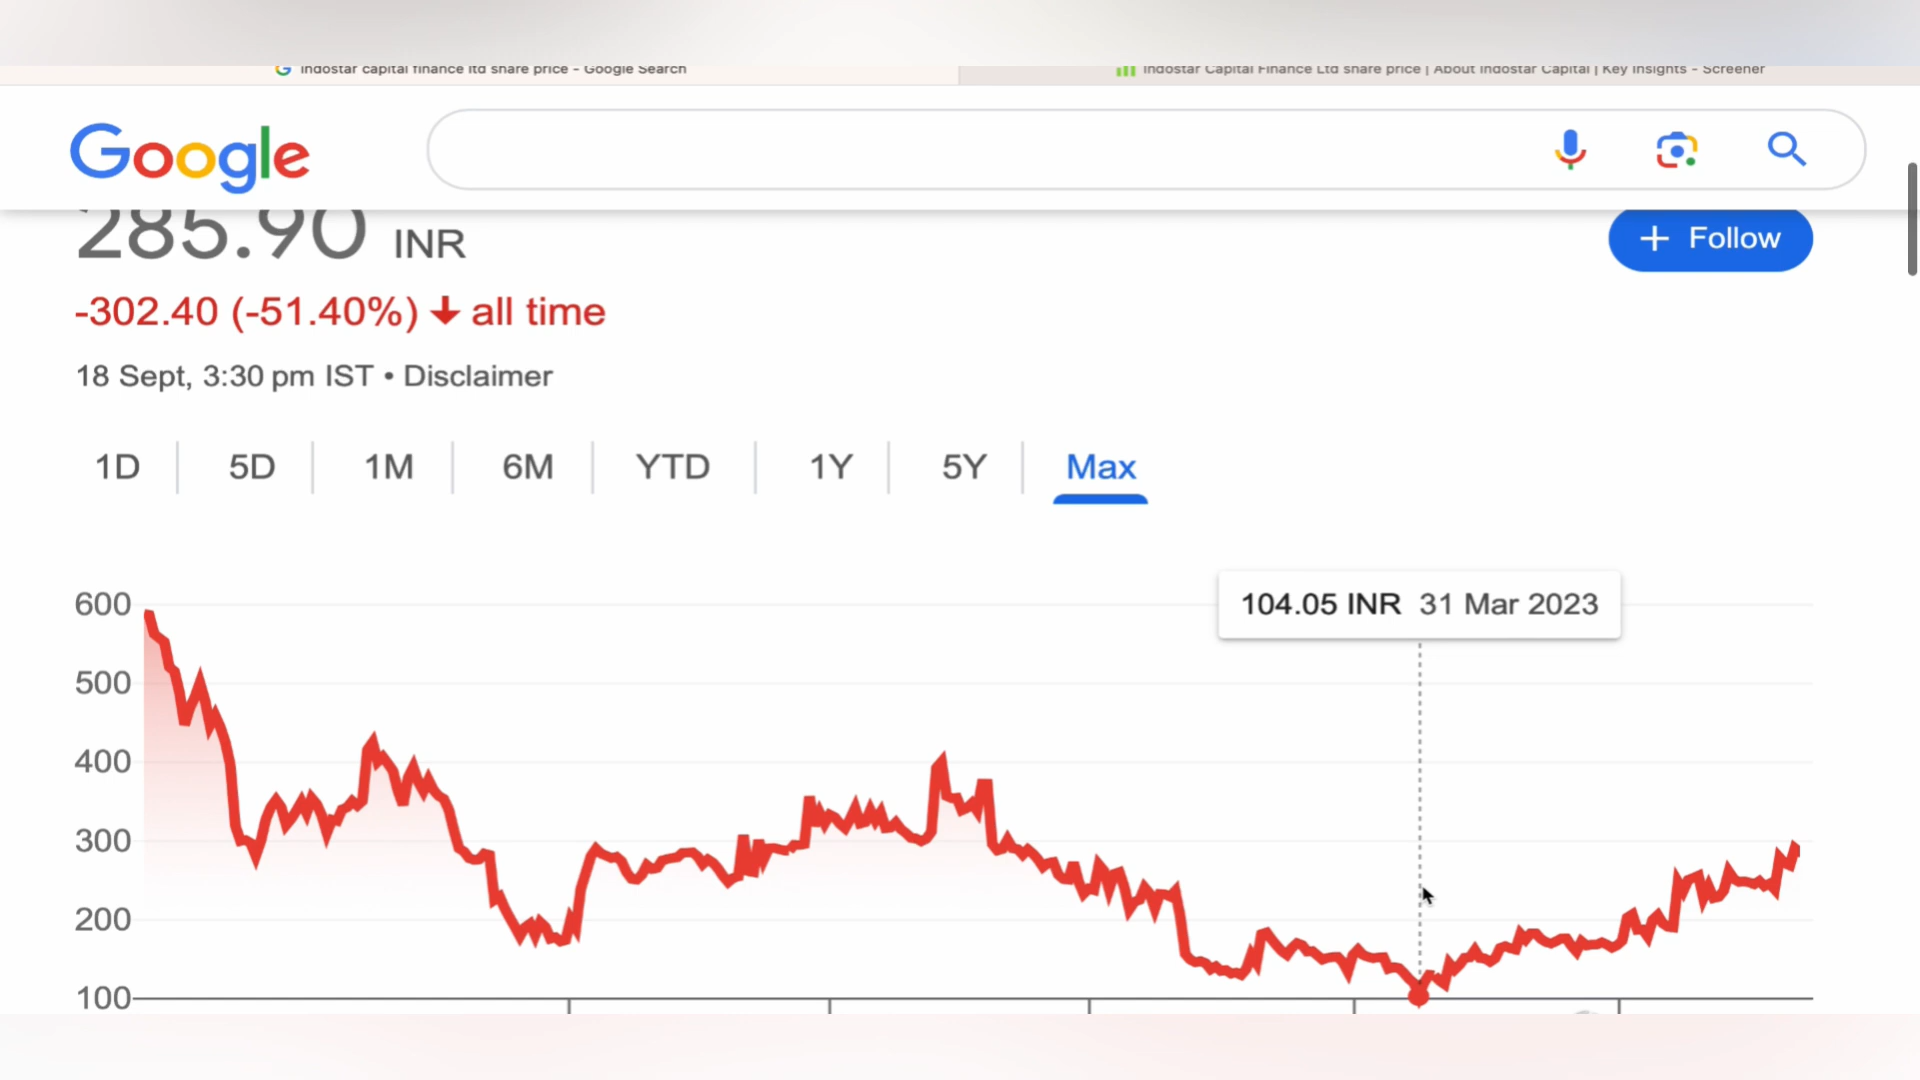 indostar capital finance ltd share price - Google Search
Indostar Capital Finance Ltd share price | About Indostar Capital | Key Insights - Screener
Google
285.90 INR
+ Follow
-302.40 (-51.40%) ↓ all time
18 Sept, 3:30 pm IST • Disclaimer
1D 5D 1M 6M YTD 1Y 5Y Max
104.05 INR 31 Mar 2023
600
500
400
300
200
100